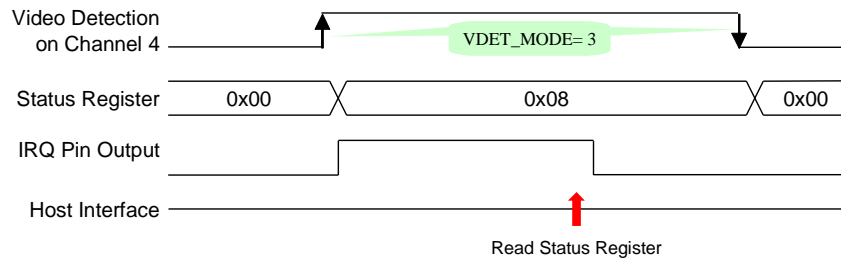 Video Detection
on Channel 4
VDET_MODE= 3
Status Register
0x00
0x08
0x00
IRQ Pin Output
Host Interface
Read Status Register